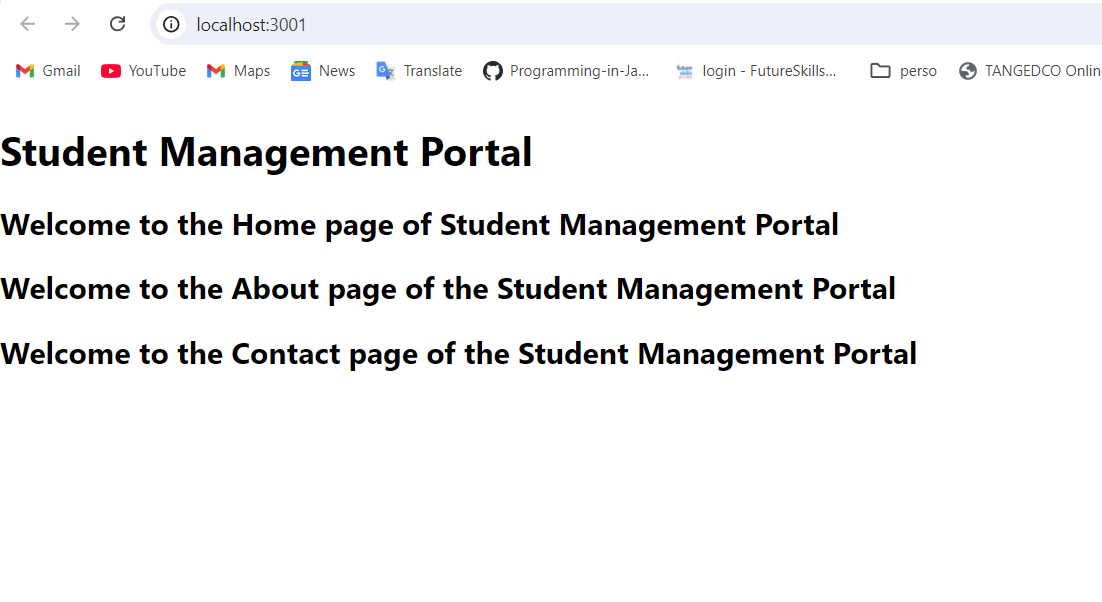 localhost:3001
Gmail YouTube Maps News Translate Programming-in-Ja... login - FutureSkills... perso TANGEDCO Onlin
Student Management Portal
Welcome to the Home page of Student Management Portal
Welcome to the About page of the Student Management Portal
Welcome to the Contact page of the Student Management Portal